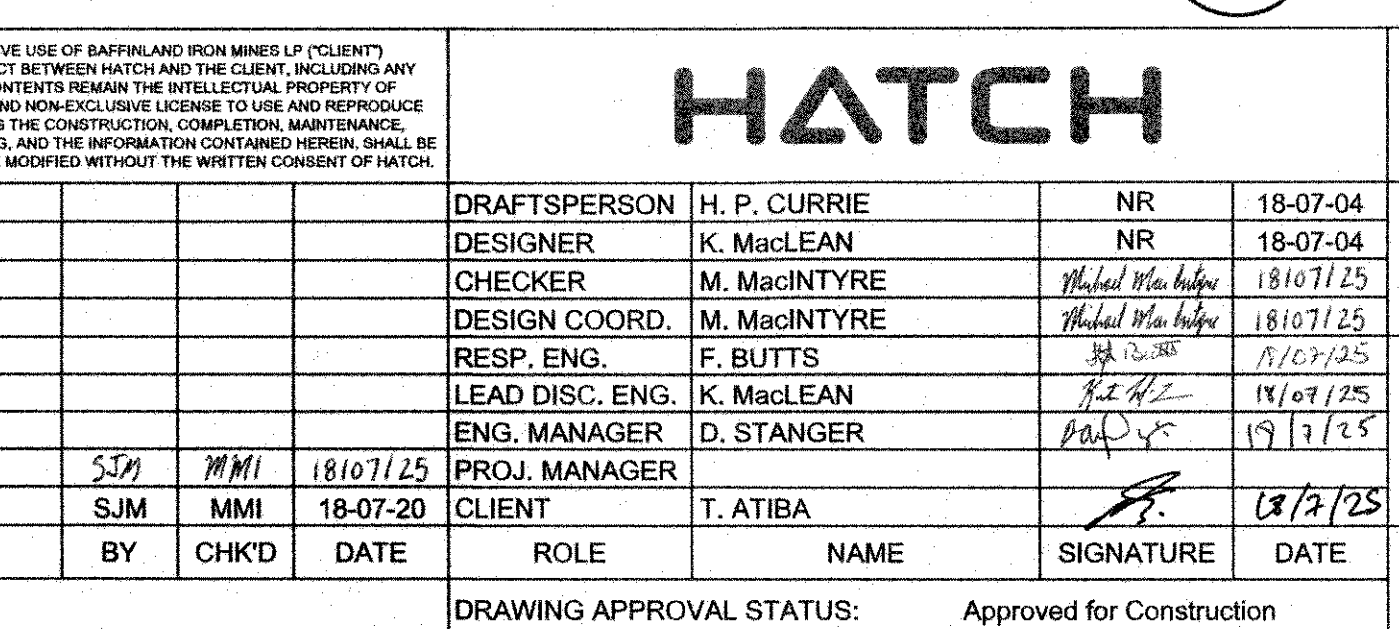 VE USE OF BAFFINLAND IRON MINES LP ("CLIENT")
CT BETWEEN HATCH AND THE CLIENT, INCLUDING ANY
ONTENTS REMAIN THE INTELLECTUAL PROPERTY OF
ND NON-EXCLUSIVE LICENSE TO USE AND REPRODUCE
G THE CONSTRUCTION, COMPLETION, MAINTENANCE,
G, AND THE INFORMATION CONTAINED HEREIN, SHALL BE
E MODIFIED WITHOUT THE WRITTEN CONSENT OF HATCH.
HATCH
DRAFTSPERSON H. P. CURRIE NR 18-07-04
DESIGNER K. MacLEAN NR 18-07-04
CHECKER M. MacINTYRE Michael MacIntyre 18/07/25
DESIGN COORD. M. MacINTYRE Michael MacIntyre 18/07/25
RESP. ENG. F. BUTTS 18/07/25
LEAD DISC. ENG. K. MacLEAN 18/07/25
ENG. MANAGER D. STANGER 19/7/25
SJM MMI 18/07/25 PROJ. MANAGER
SJM MMI 18-07-20 CLIENT T. ATIBA 18/7/25
BY CHK'D DATE ROLE NAME SIGNATURE DATE
DRAWING APPROVAL STATUS: Approved for Construction